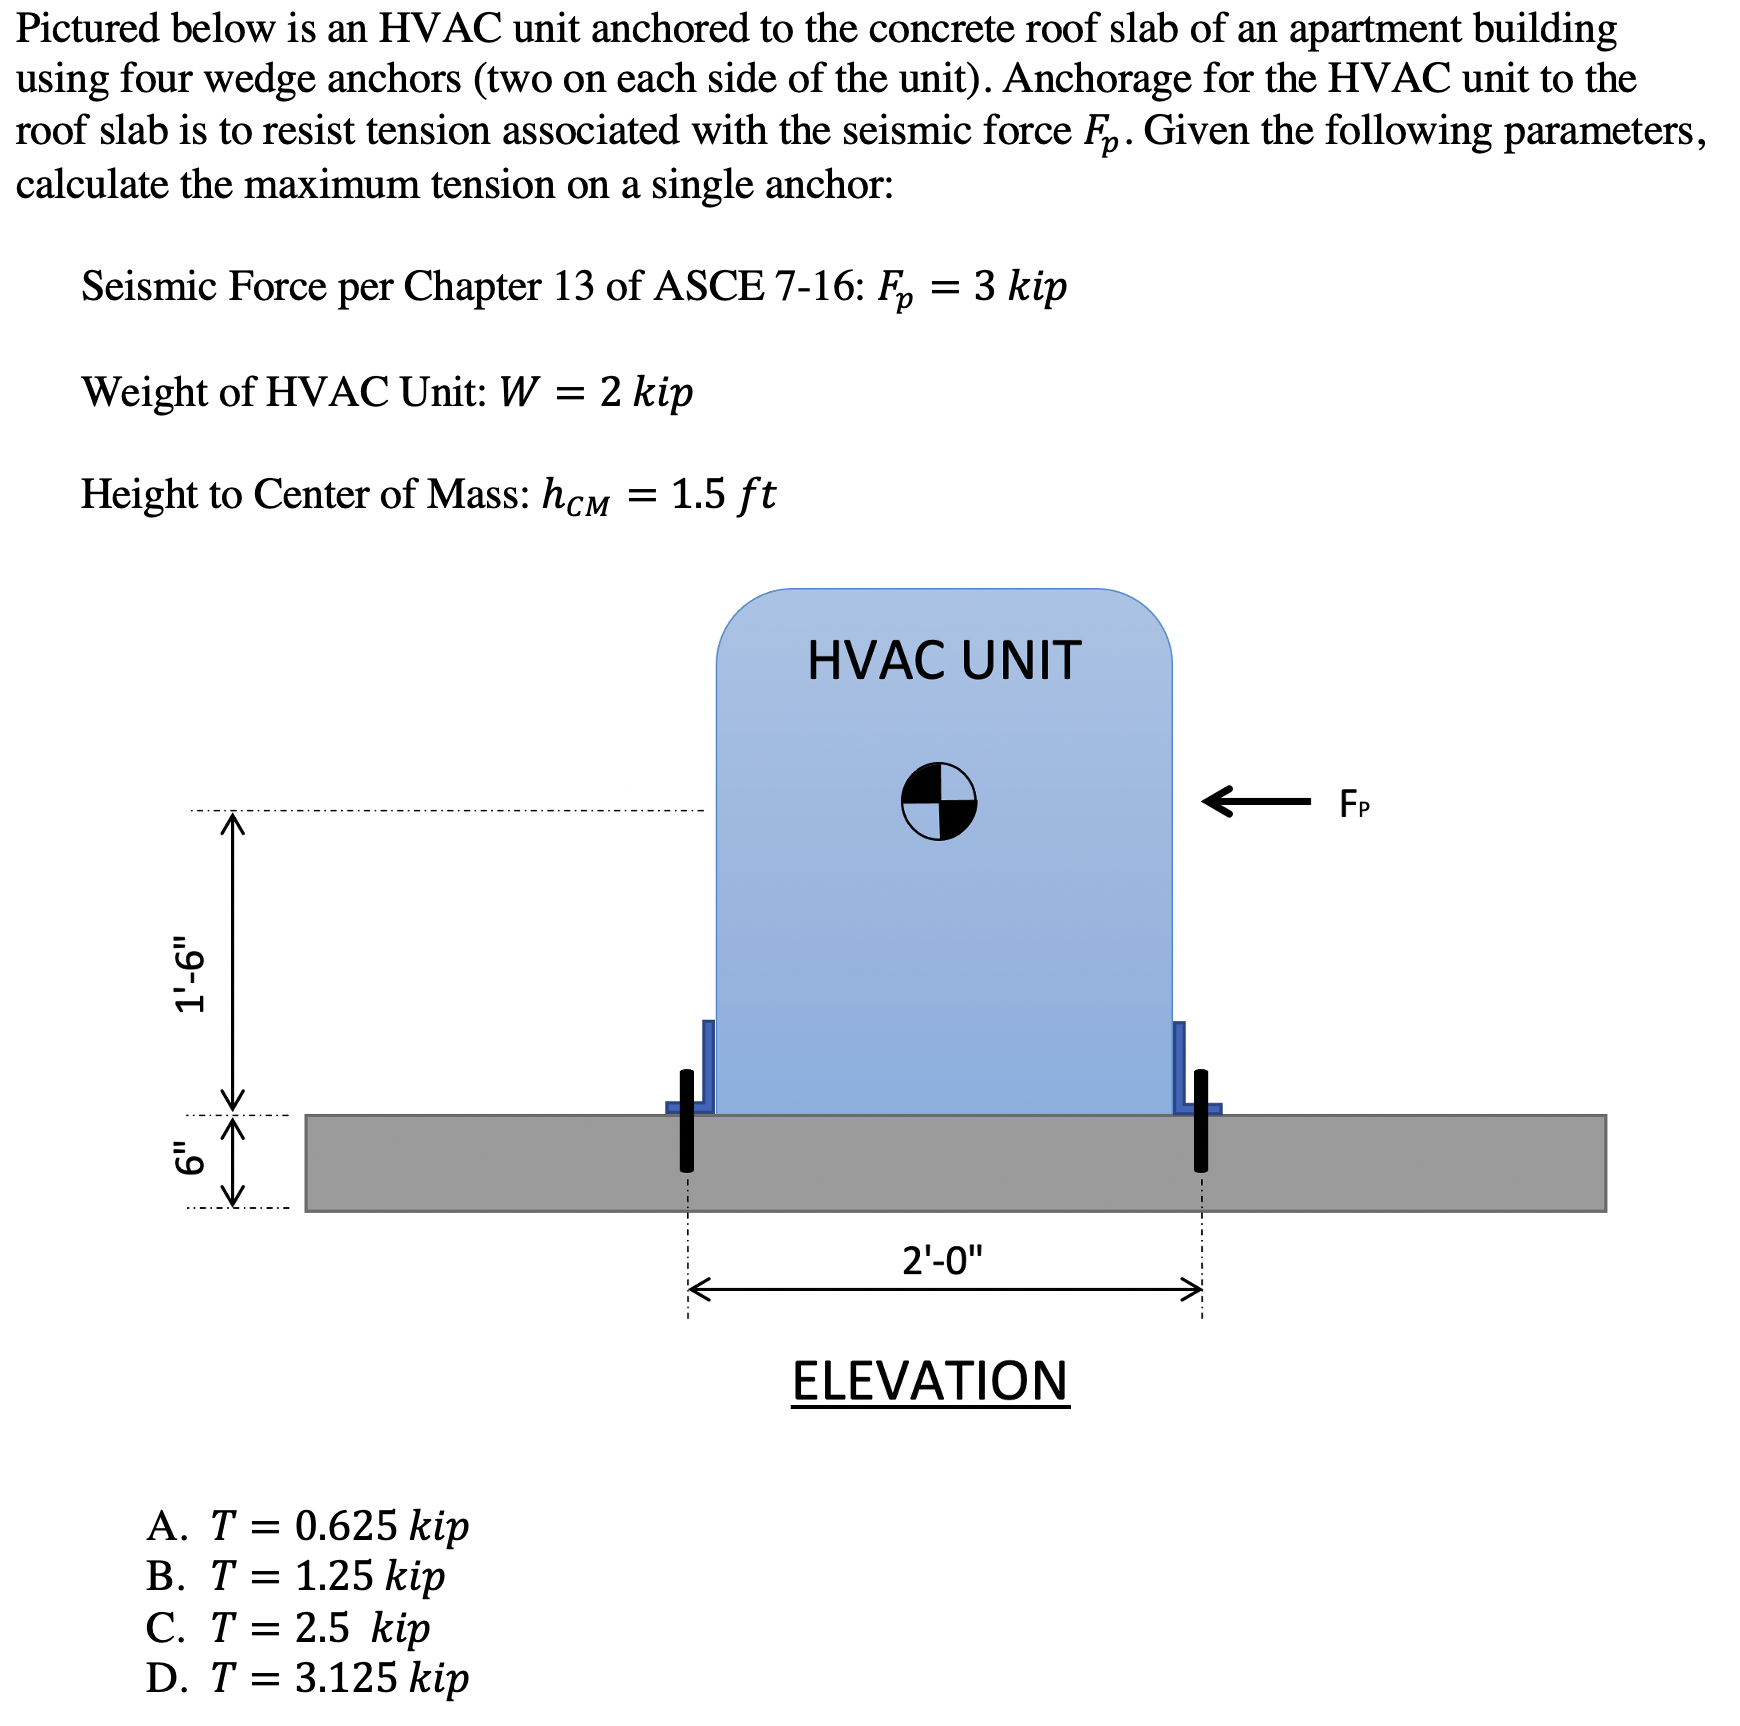 Pictured below is an HVAC unit anchored to the concrete roof slab of an apartment building
using four wedge anchors (two on each side of the unit). Anchorage for the HVAC unit to the
roof slab is to resist tension associated with the seismic force Fₚ. Given the following parameters,
calculate the maximum tension on a single anchor:
Seismic Force per Chapter 13 of ASCE 7-16: Fₚ = 3 kip
Weight of HVAC Unit: W = 2 kip
Height to Center of Mass: h_CM = 1.5 ft
HVAC UNIT
F_P
1'-6"
6"
2'-0"
ELEVATION
A. T = 0.625 kip
B. T = 1.25 kip
C. T = 2.5 kip
D. T = 3.125 kip